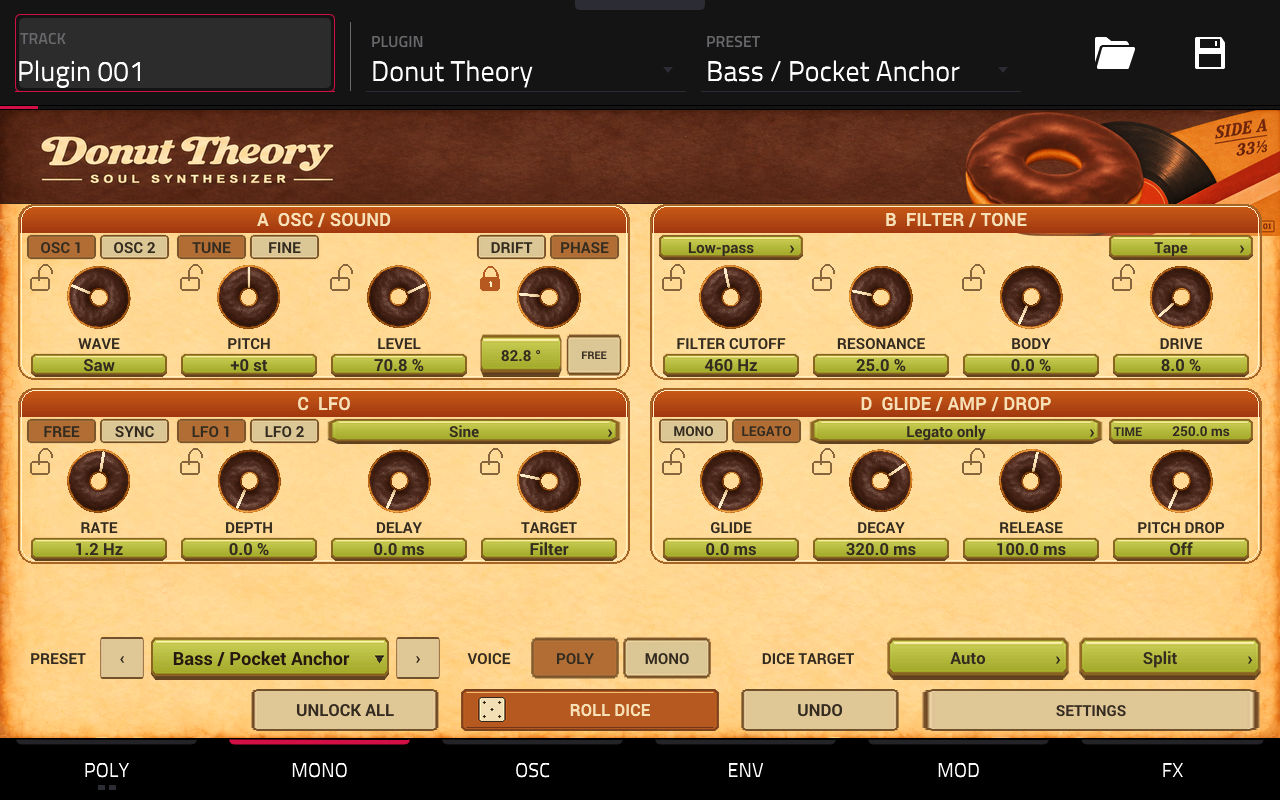 TRACK
Plugin 001
PLUGIN
Donut Theory
PRESET
Bass / Pocket Anchor
Donut Theory
SOUL SYNTHESIZER
SIDE A
33⅓
01
A OSC / SOUND
OSC 1 OSC 2 TUNE FINE DRIFT PHASE
WAVE PITCH LEVEL
Saw +0 st 70.8 % 82.8 ° FREE
B FILTER / TONE
Low-pass › Tape ›
FILTER CUTOFF RESONANCE BODY DRIVE
460 Hz 25.0 % 0.0 % 8.0 %
C LFO
FREE SYNC LFO 1 LFO 2 Sine ›
RATE DEPTH DELAY TARGET
1.2 Hz 0.0 % 0.0 ms Filter
D GLIDE / AMP / DROP
MONO LEGATO Legato only › TIME 250.0 ms
GLIDE DECAY RELEASE PITCH DROP
0.0 ms 320.0 ms 100.0 ms Off
PRESET ‹ Bass / Pocket Anchor ▾ › VOICE POLY MONO DICE TARGET Auto › Split ›
UNLOCK ALL ROLL DICE UNDO SETTINGS
POLY MONO OSC ENV MOD FX